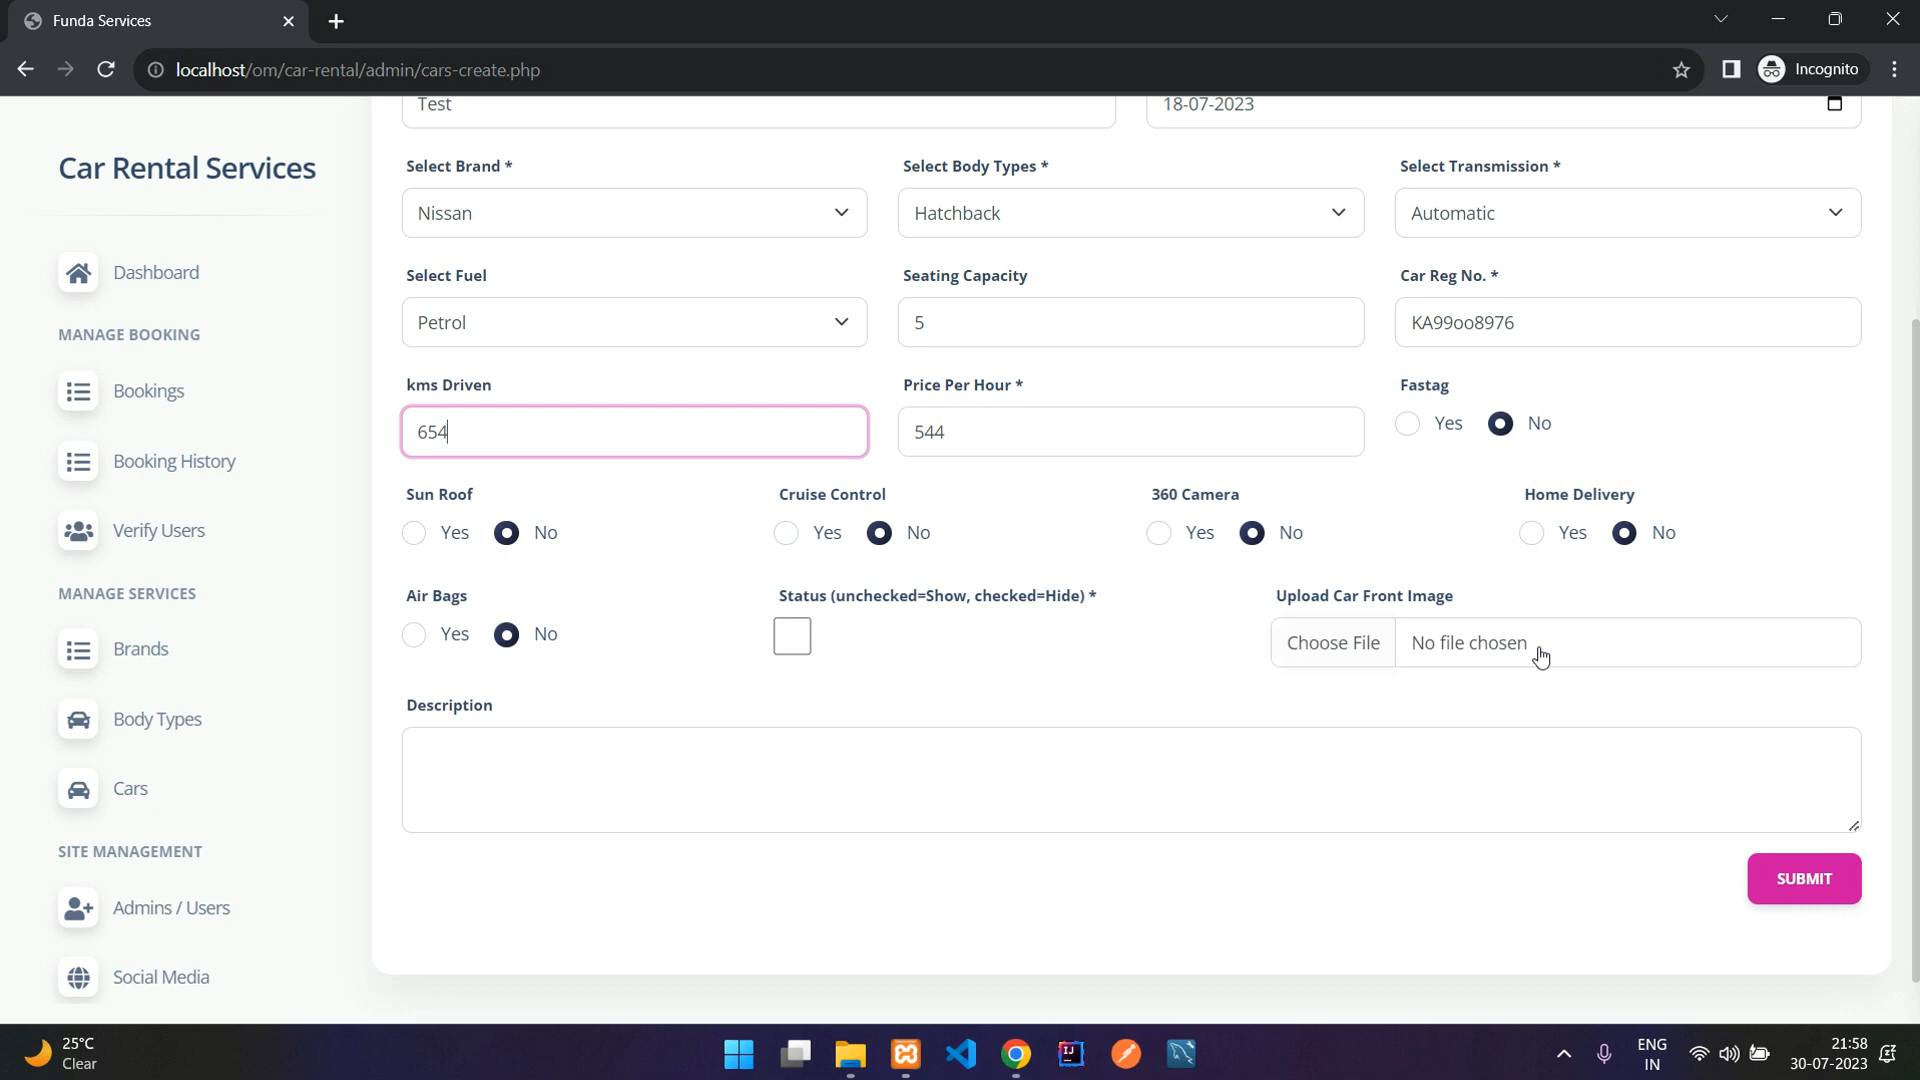 Funda Services
localhost/om/car-rental/admin/cars-create.php
Incognito
Car Rental Services
Dashboard
MANAGE BOOKING
Bookings
Booking History
Verify Users
MANAGE SERVICES
Brands
Body Types
Cars
SITE MANAGEMENT
Admins / Users
Social Media
Test
18-07-2023
Select Brand *
Select Body Types *
Select Transmission *
Nissan
Hatchback
Automatic
Select Fuel
Seating Capacity
Car Reg No. *
Petrol
5
KA99oo8976
kms Driven
Price Per Hour *
Fastag
654
544
Yes No
Sun Roof
Cruise Control
360 Camera
Home Delivery
Yes No
Yes No
Yes No
Yes No
Air Bags
Status (unchecked=Show, checked=Hide) *
Upload Car Front Image
Yes No
Choose File No file chosen
Description
SUBMIT
25°C
Clear
ENG
IN
21:58
30-07-2023